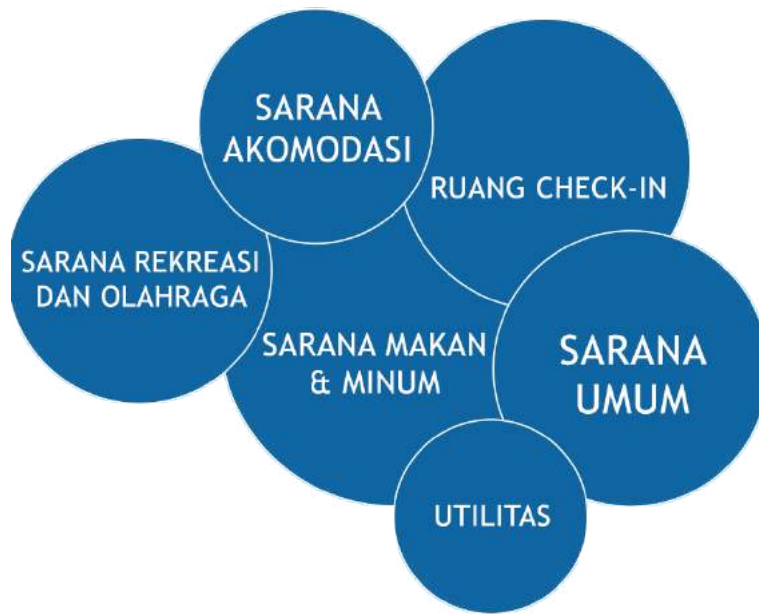 SARANA
AKOMODASI
RUANG CHECK-IN
SARANA REKREASI
DAN OLAHRAGA
SARANA MAKAN
& MINUM
SARANA
UMUM
UTILITAS